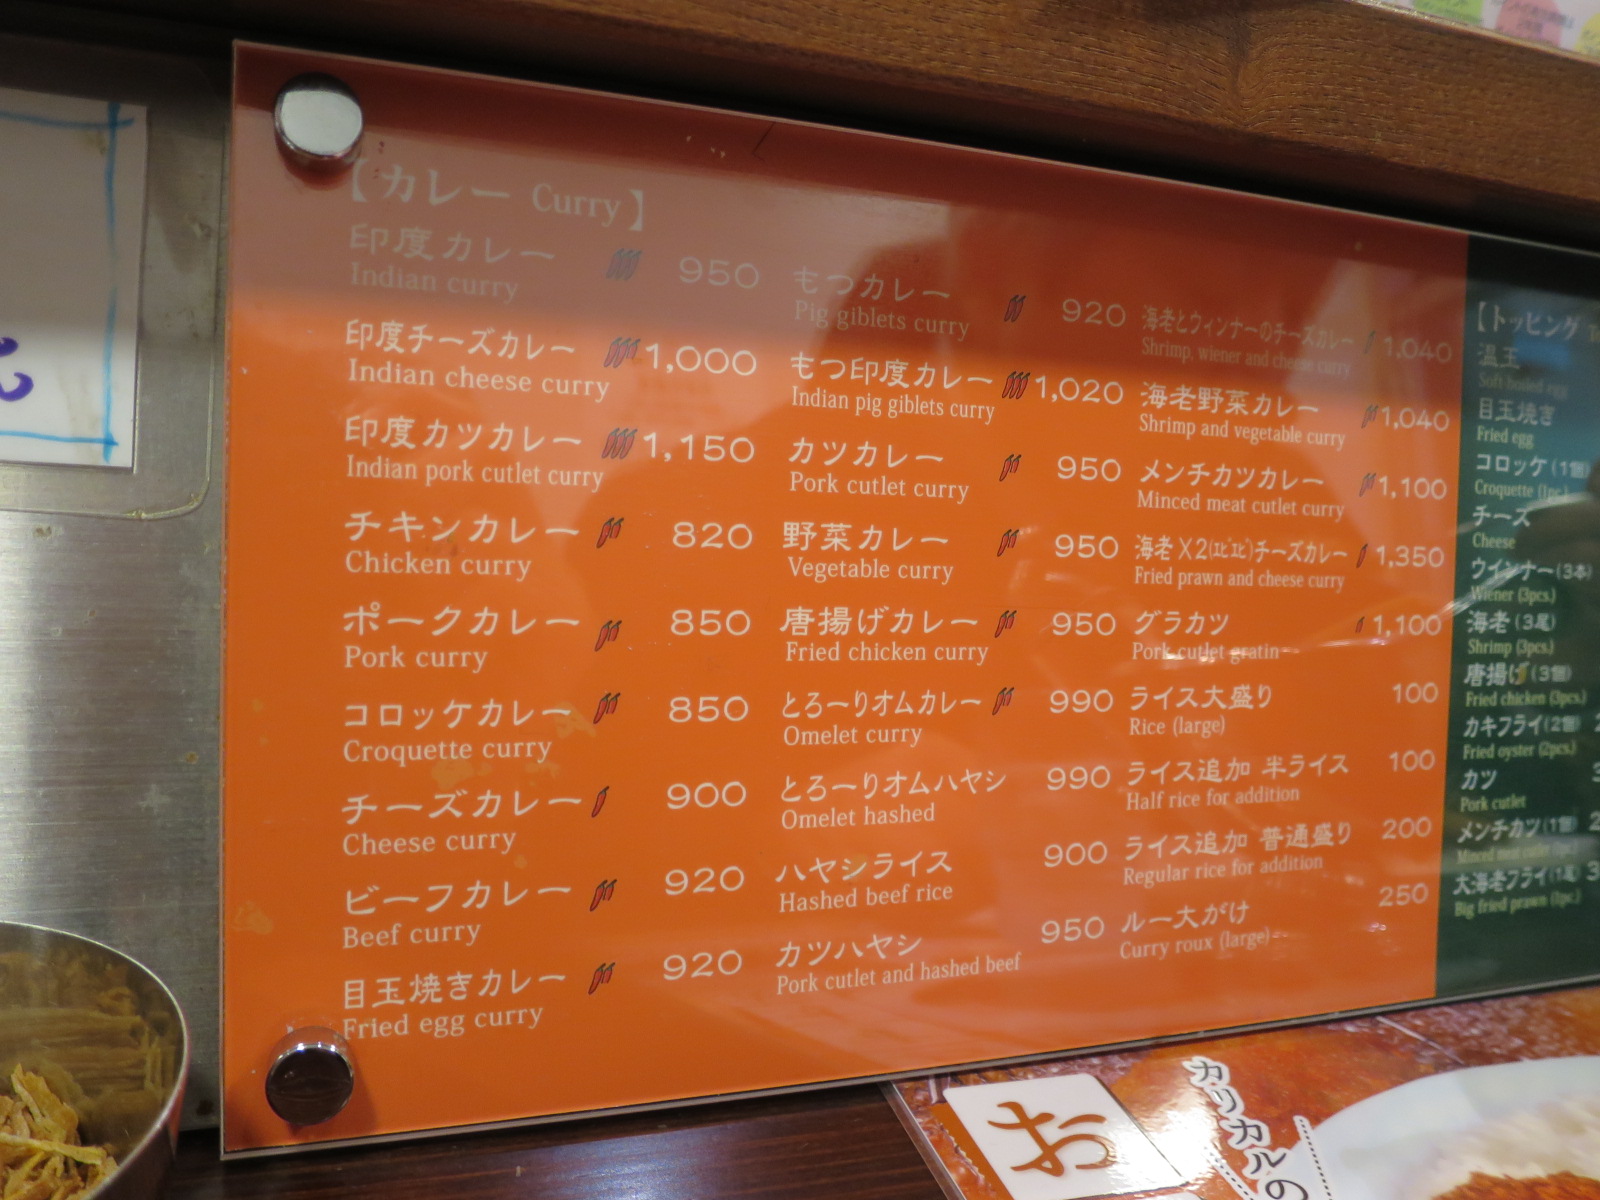 【カレー Curry】
印度カレー 950
Indian curry
印度チーズカレー 1,000
Indian cheese curry
印度カツカレー 1,150
Indian pork cutlet curry
チキンカレー 820
Chicken curry
ポークカレー 850
Pork curry
コロッケカレー 850
Croquette curry
チーズカレー 900
Cheese curry
ビーフカレー 920
Beef curry
目玉焼きカレー 920
Fried egg curry
もつカレー 920
Pig giblets curry
もつ印度カレー 1,020
Indian pig giblets curry
カツカレー 950
Pork cutlet curry
野菜カレー 950
Vegetable curry
唐揚げカレー 950
Fried chicken curry
とろーりオムカレー 990
Omelet curry
とろーりオムハヤシ 990
Omelet hashed
ハヤシライス 900
Hashed beef rice
カツハヤシ 950
Pork cutlet and hashed beef
海老とウィンナーのチーズカレー 1,040
Shrimp, wiener and cheese curry
海老野菜カレー 1,040
Shrimp and vegetable curry
メンチカツカレー 1,100
Minced meat cutlet curry
海老X2(エビエビ)チーズカレー 1,350
Fried prawn and cheese curry
グラカツ 1,100
Pork cutlet gratin
ライス大盛り 100
Rice (large)
ライス追加 半ライス 100
Half rice for addition
ライス追加 普通盛り 200
Regular rice for addition
ルー大がけ 250
Curry roux (large)
【トッピング
温玉
Soft-boiled egg
目玉焼き
Fried egg
コロッケ(1個)
Croquette (1pc.)
チーズ
Cheese
ウインナー(3本)
Wiener (3pcs.)
海老(3尾)
Shrimp (3pcs.)
唐揚げ(3個)
Fried chicken (3pcs.)
カキフライ(2個)
Fried oyster (2pcs.)
カツ
Pork cutlet
メンチカツ(1個)
Minced meat cutlet (1pc.)
大海老フライ(1尾)
Big fried prawn (1pc.)
お
カリカルの